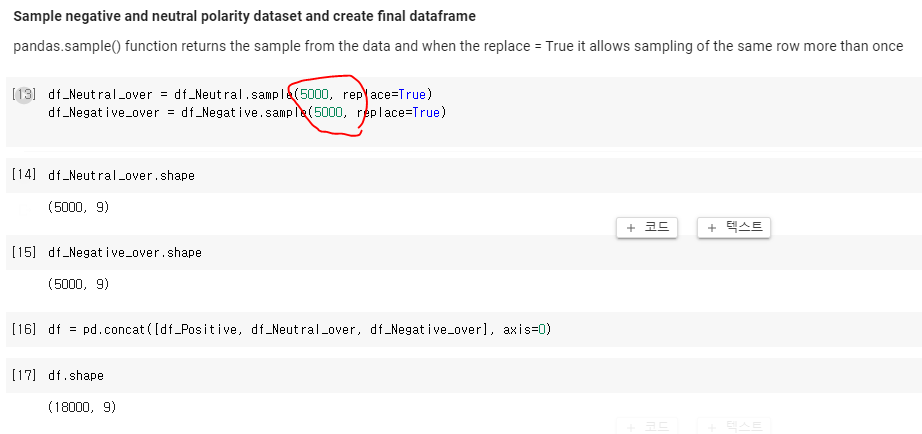 Sample negative and neutral polarity dataset and create final dataframe
pandas.sample() function returns the sample from the data and when the replace = True it allows sampling of the same row more than once
[13] df_Neutral_over = df_Neutral.sample(5000, replace=True)
df_Negative_over = df_Negative.sample(5000, replace=True)
[14] df_Neutral_over.shape
(5000, 9)
+ 코드 + 텍스트
[15] df_Negative_over.shape
(5000, 9)
[16] df = pd.concat([df_Positive, df_Neutral_over, df_Negative_over], axis=0)
[17] df.shape
(18000, 9)
+ 코드 + 텍스트